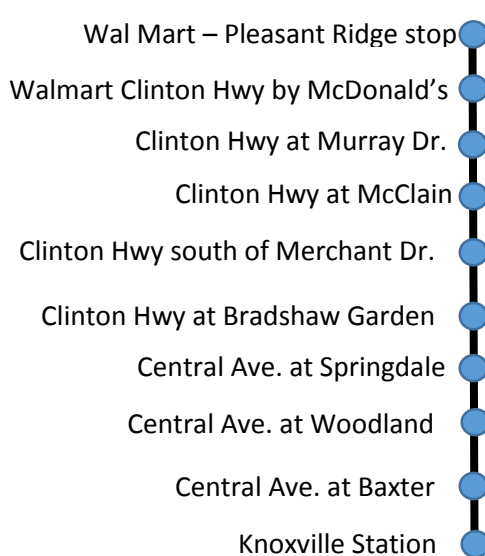 Wal Mart – Pleasant Ridge stop
Walmart Clinton Hwy by McDonald’s
Clinton Hwy at Murray Dr.
Clinton Hwy at McClain
Clinton Hwy south of Merchant Dr.
Clinton Hwy at Bradshaw Garden
Central Ave. at Springdale
Central Ave. at Woodland
Central Ave. at Baxter
Knoxville Station